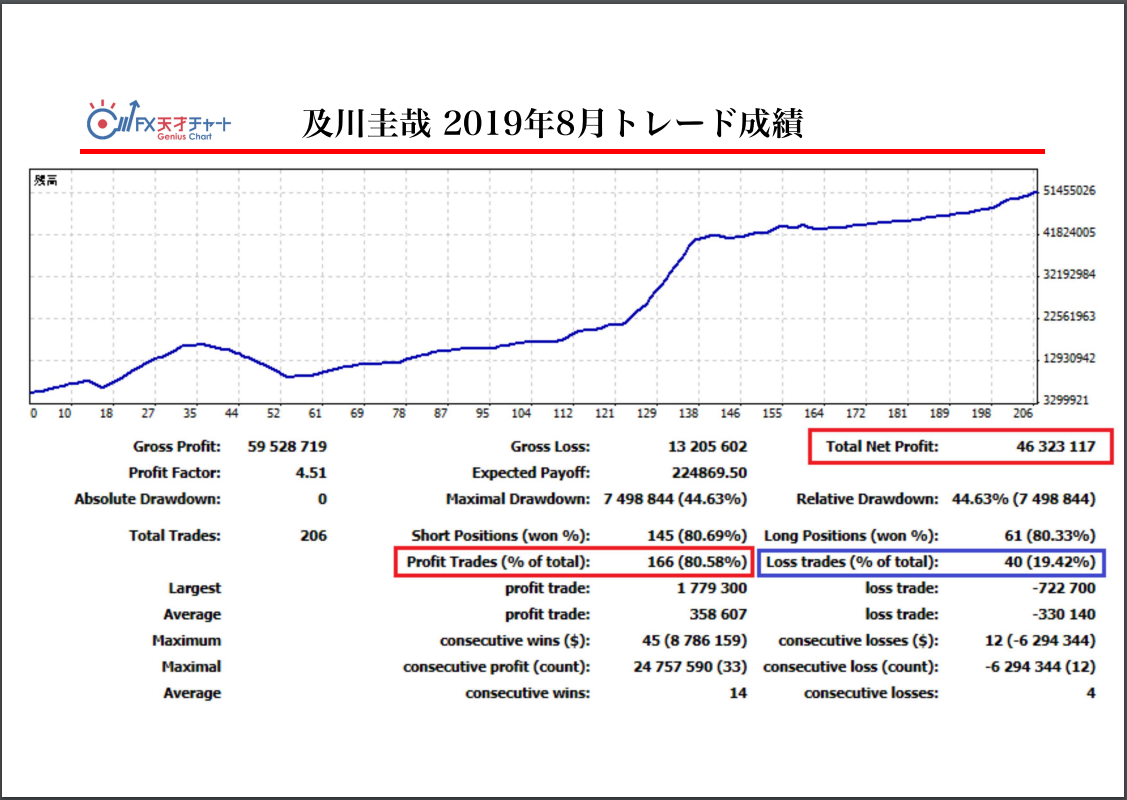 FX天才チャート
Genius Chart
及川圭哉 2019年8月トレード成績
残高
51455026
41824005
32192984
22561963
12930942
3299921
0 10 18 27 35 44 52 61 69 78 87 95 104 112 121 129 138 146 155 164 172 181 189 198 206
Gross Profit: 59 528 719 Gross Loss: 13 205 602 Total Net Profit: 46 323 117
Profit Factor: 4.51 Expected Payoff: 224869.50
Absolute Drawdown: 0 Maximal Drawdown: 7 498 844 (44.63%) Relative Drawdown: 44.63% (7 498 844)
Total Trades: 206 Short Positions (won %): 145 (80.69%) Long Positions (won %): 61 (80.33%)
Profit Trades (% of total): 166 (80.58%) Loss trades (% of total): 40 (19.42%)
Largest profit trade: 1 779 300 loss trade: -722 700
Average profit trade: 358 607 loss trade: -330 140
Maximum consecutive wins ($): 45 (8 786 159) consecutive losses ($): 12 (-6 294 344)
Maximal consecutive profit (count): 24 757 590 (33) consecutive loss (count): -6 294 344 (12)
Average consecutive wins: 14 consecutive losses: 4